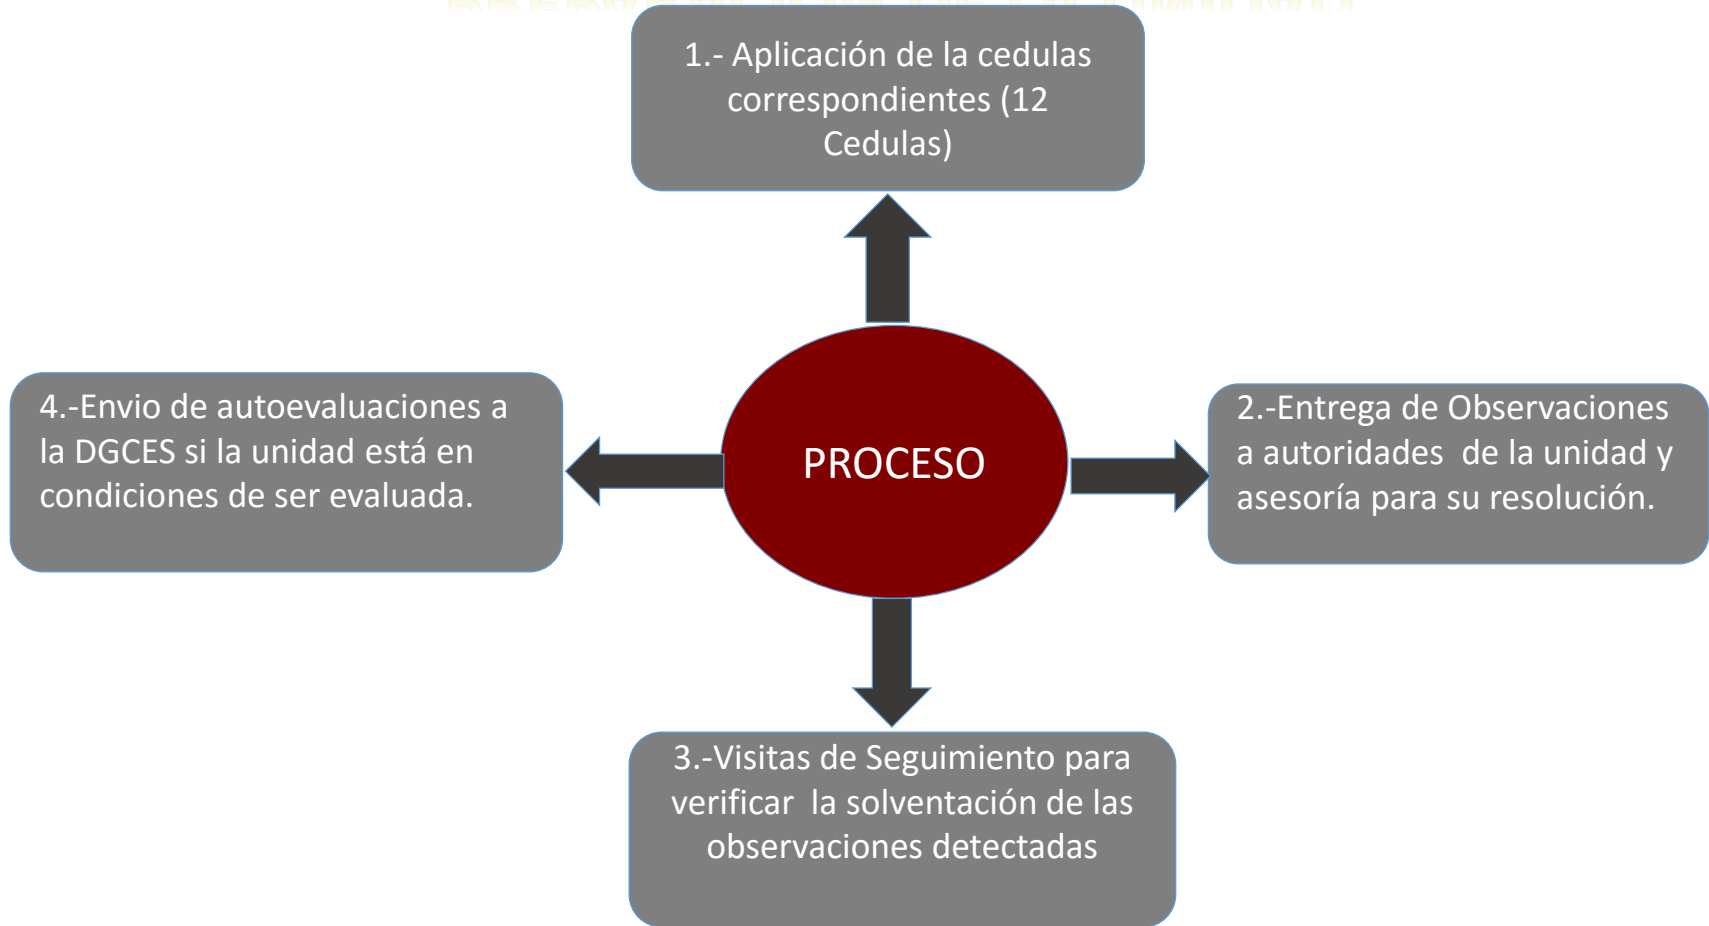 1.- Aplicación de la cedulas
correspondientes (12
Cedulas)
PROCESO
2.-Entrega de Observaciones
a autoridades  de la unidad y
asesoría para su resolución.
3.-Visitas de Seguimiento para
verificar  la solventación de las
observaciones detectadas
4.-Envio de autoevaluaciones a
la DGCES si la unidad está en
condiciones de ser evaluada.